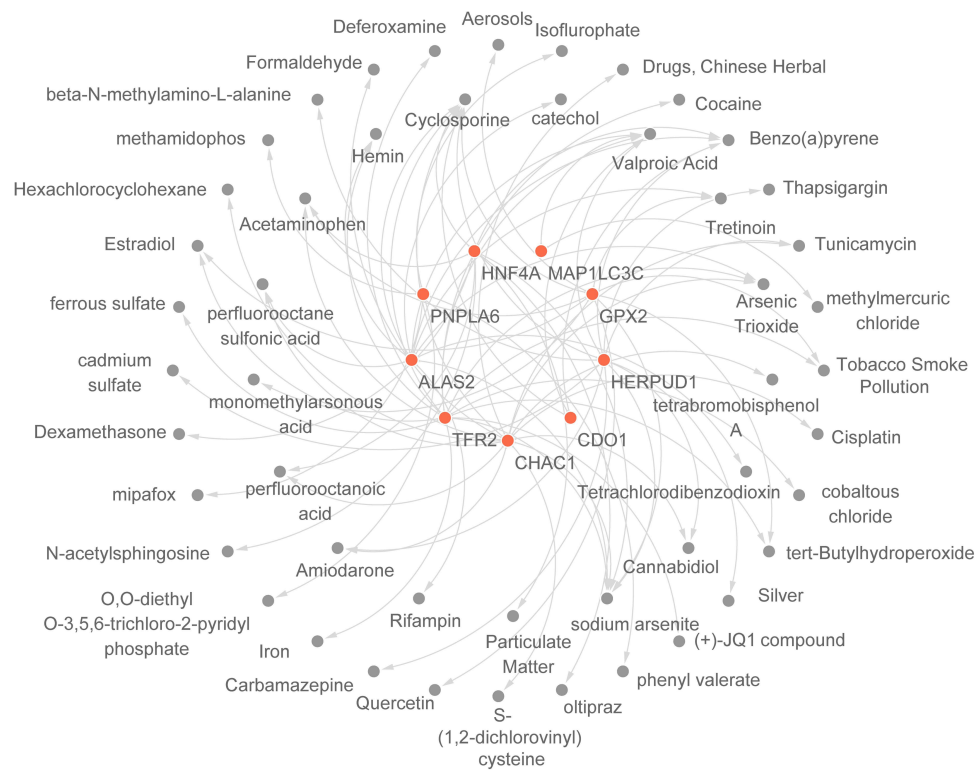 Aerosols
Deferoxamine
Isoflurophate
Formaldehyde
Drugs, Chinese Herbal
beta-N-methylamino-L-alanine
Cyclosporine
catechol
Cocaine
methamidophos
Hemin
Valproic Acid
Benzo(a)pyrene
Hexachlorocyclohexane
Acetaminophen
Thapsigargin
Tretinoin
Estradiol
Tunicamycin
HNF4A
MAP1LC3C
ferrous sulfate
perfluorooctane
sulfonic acid
PNPLA6
GPX2
Arsenic
Trioxide
methylmercuric
chloride
cadmium
sulfate
ALAS2
HERPUD1
Tobacco Smoke
Pollution
monomethylarsonous
acid
tetrabromobisphenol
A
Dexamethasone
TFR2
CDO1
Cisplatin
CHAC1
mipafox
perfluorooctanoic
acid
Tetrachlorodibenzodioxin
cobaltous
chloride
N-acetylsphingosine
Amiodarone
Cannabidiol
tert-Butylhydroperoxide
O,O-diethyl
O-3,5,6-trichloro-2-pyridyl
phosphate
Rifampin
sodium arsenite
Silver
Iron
Particulate
Matter
(+)-JQ1 compound
Carbamazepine
phenyl valerate
Quercetin
oltipraz
S-
(1,2-dichlorovinyl)
cysteine